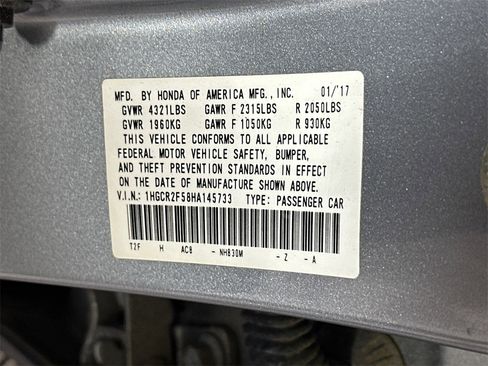 MFD. BY HONDA OF AMERICA MFG., INC. 01/'17
GVWR 4321LBS GAWR F 2315LBS R 2050LBS
GVWR 1960KG GAWR F 1050KG R 930KG
THIS VEHICLE CONFORMS TO ALL APPLICABLE
FEDERAL MOTOR VEHICLE SAFETY, BUMPER,
AND THEFT PREVENTION STANDARDS IN EFFECT
ON THE DATE OF MANUFACTURE SHOWN ABOVE.
V.I.N.: 1HGCR2F58HA145733 TYPE: PASSENGER CAR
T2F H AC8 - NH830M - Z - A